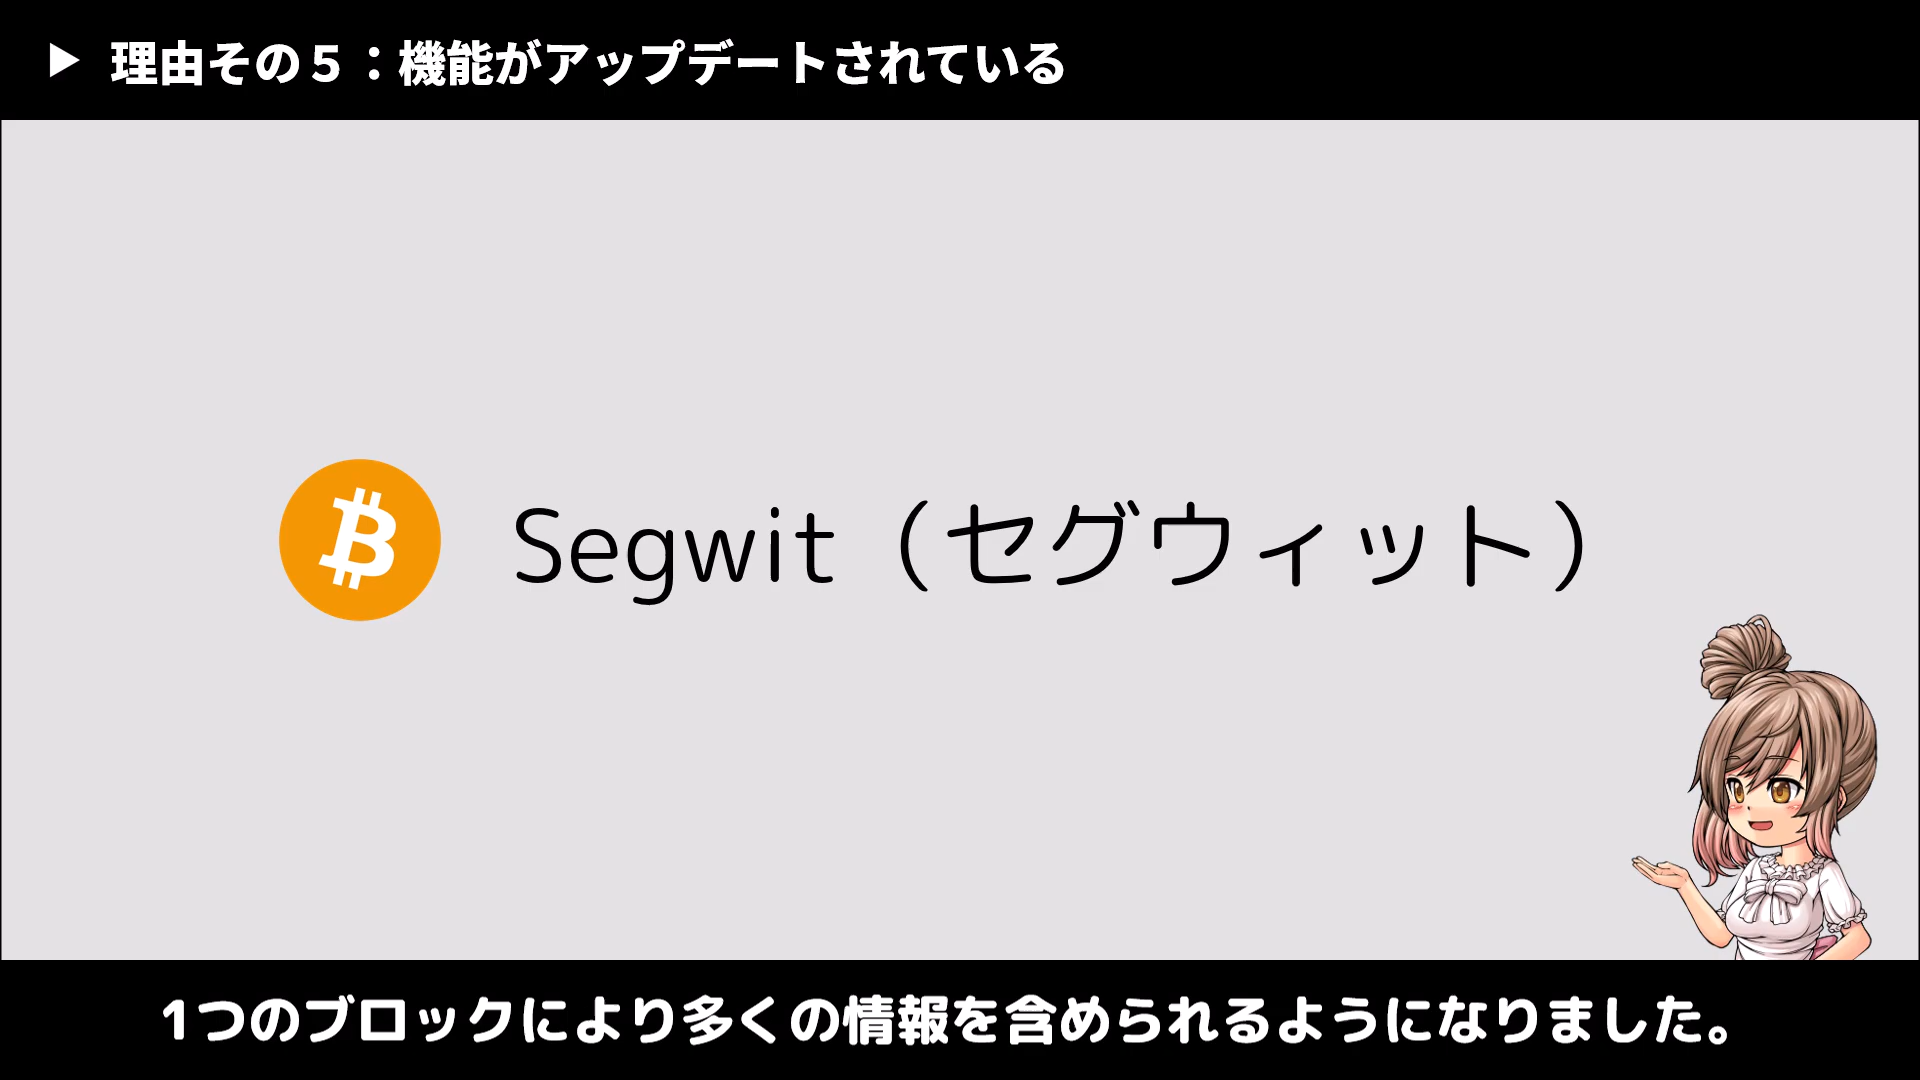 ▶ 理由その５：機能がアップデートされている
Segwit（セグウィット）
1つのブロックにより多くの情報を含められるようになりました。